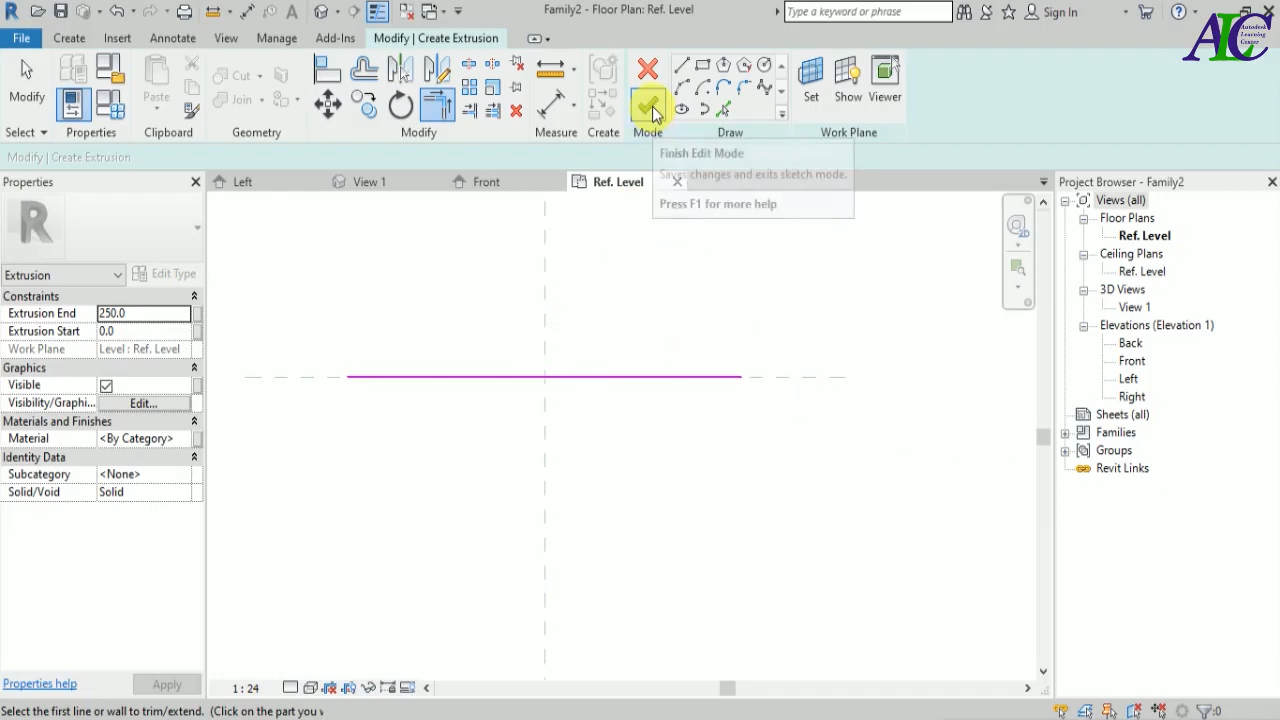 Family2 - Floor Plan: Ref. Level
Type a keyword or phrase
Sign In
ALC
Autodesk
Learning
Center
File
Create
Insert
Annotate
View
Manage
Add-Ins
Modify | Create Extrusion
Modify
Paste
Cut
Join
Set
Show
Viewer
Select
Properties
Clipboard
Geometry
Modify
Measure
Create
Mode
Draw
Work Plane
Modify | Create Extrusion
Finish Edit Mode
Saves changes and exits sketch mode.
Press F1 for more help
Properties
Left
View 1
Front
Ref. Level
Project Browser - Family2
Extrusion
Edit Type
Constraints
Extrusion End
250.0
Extrusion Start
0.0
Work Plane
Level : Ref. Level
Graphics
Visible
Visibility/Graphi...
Edit...
Materials and Finishes
Material
<By Category>
Identity Data
Subcategory
<None>
Solid/Void
Solid
Properties help
Apply
2D
Views (all)
Floor Plans
Ref. Level
Ceiling Plans
Ref. Level
3D Views
View 1
Elevations (Elevation 1)
Back
Front
Left
Right
Sheets (all)
Families
Groups
Revit Links
1 : 24
Select the first line or wall to trim/extend. (Click on the part you
:0